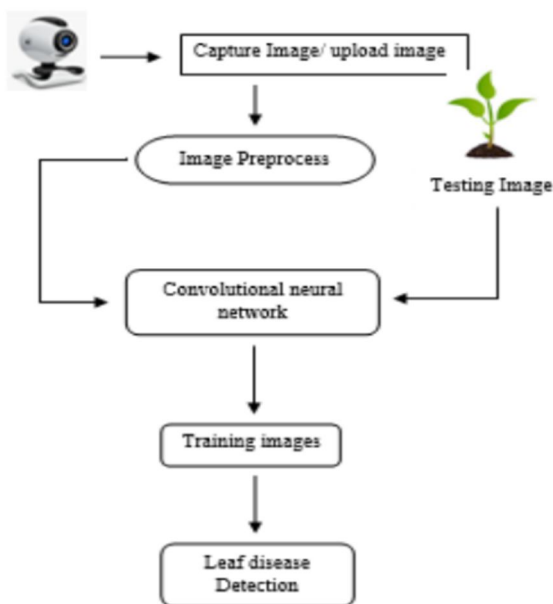 Capture Image/ upload image
Image Preprocess
Testing Image
Convolutional neural
network
Training images
Leaf disease
Detection